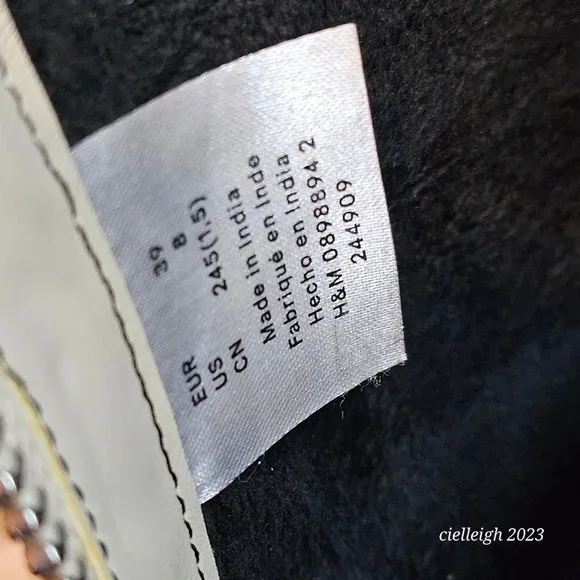 EUR 39
US 8
CN 245(1.5)
Made in India
Fabriqué en Inde
Hecho en India
H&M 0898894 2
244909
cielleigh 2023